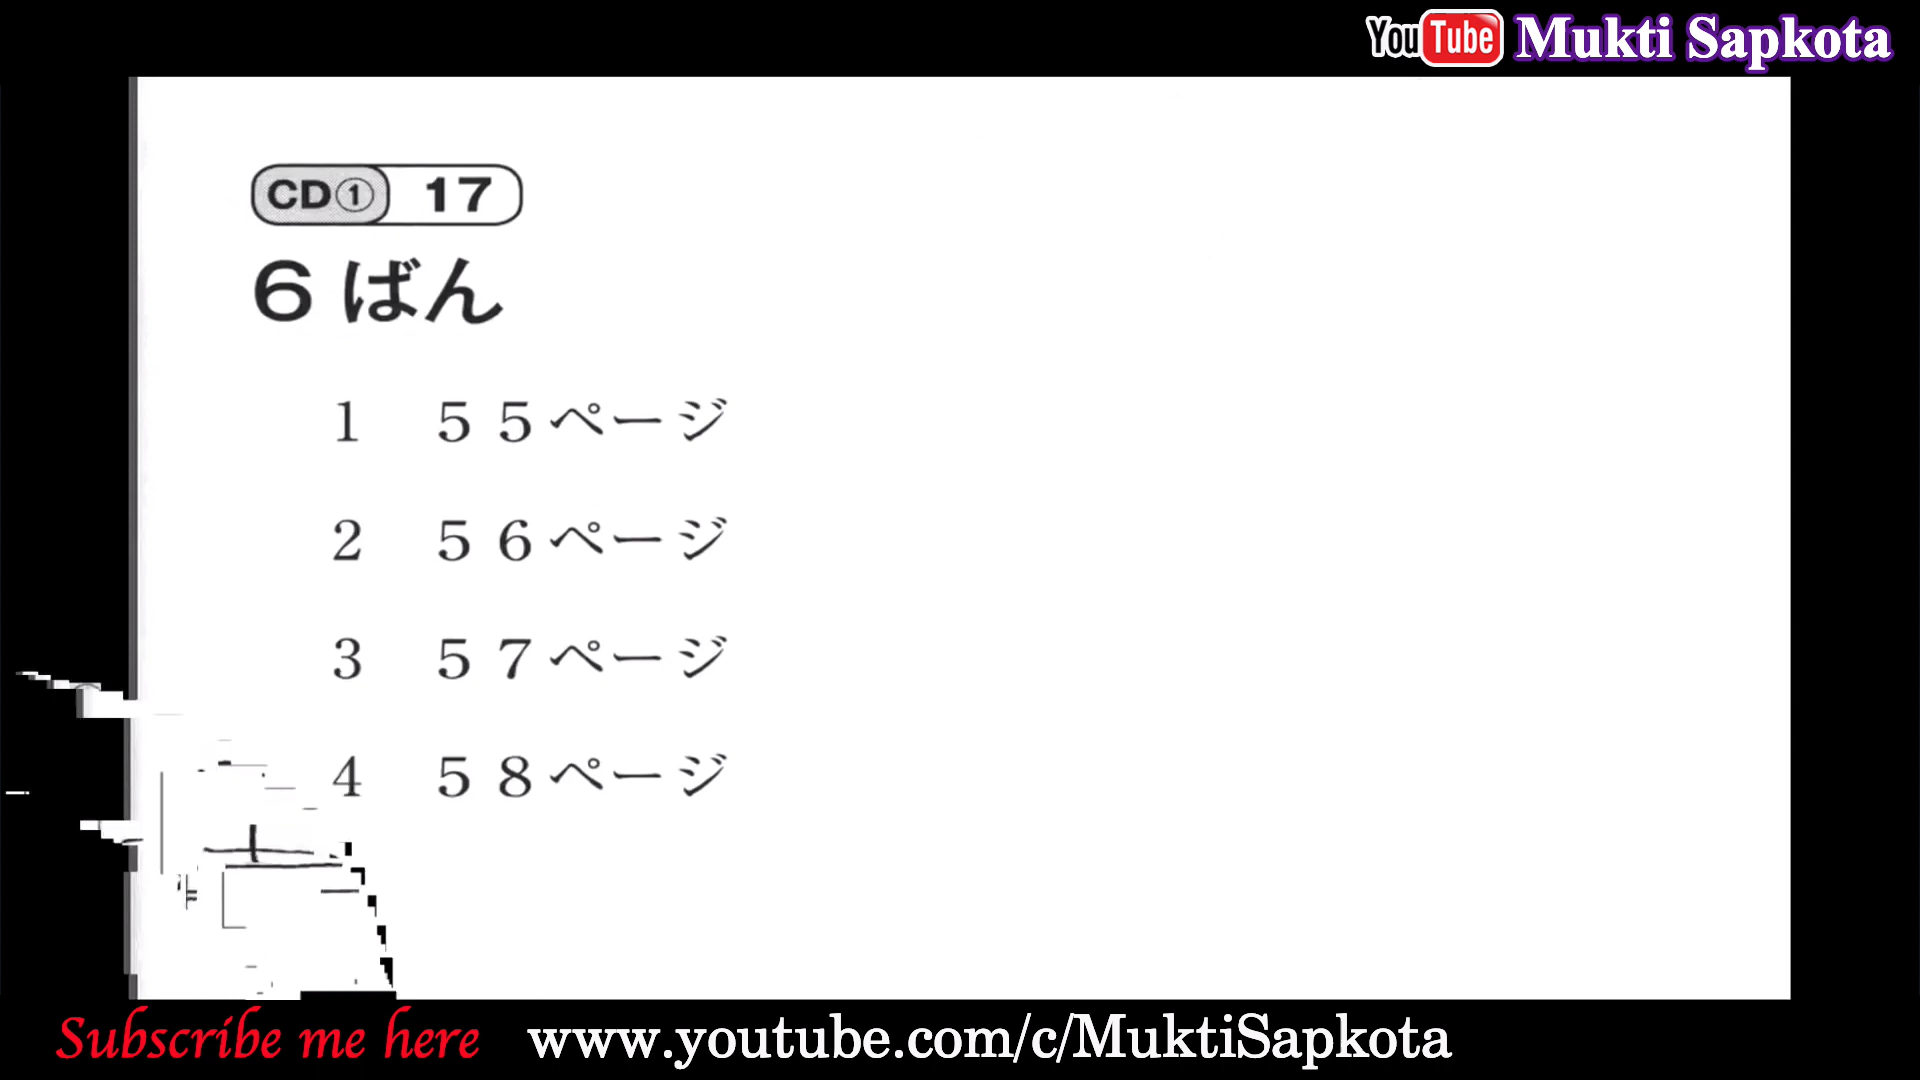 YouTube Mukti Sapkota
CD① 17
6 ばん
1 55ページ
2 56ページ
3 57ページ
4 58ページ
Subscribe me here www.youtube.com/c/MuktiSapkota